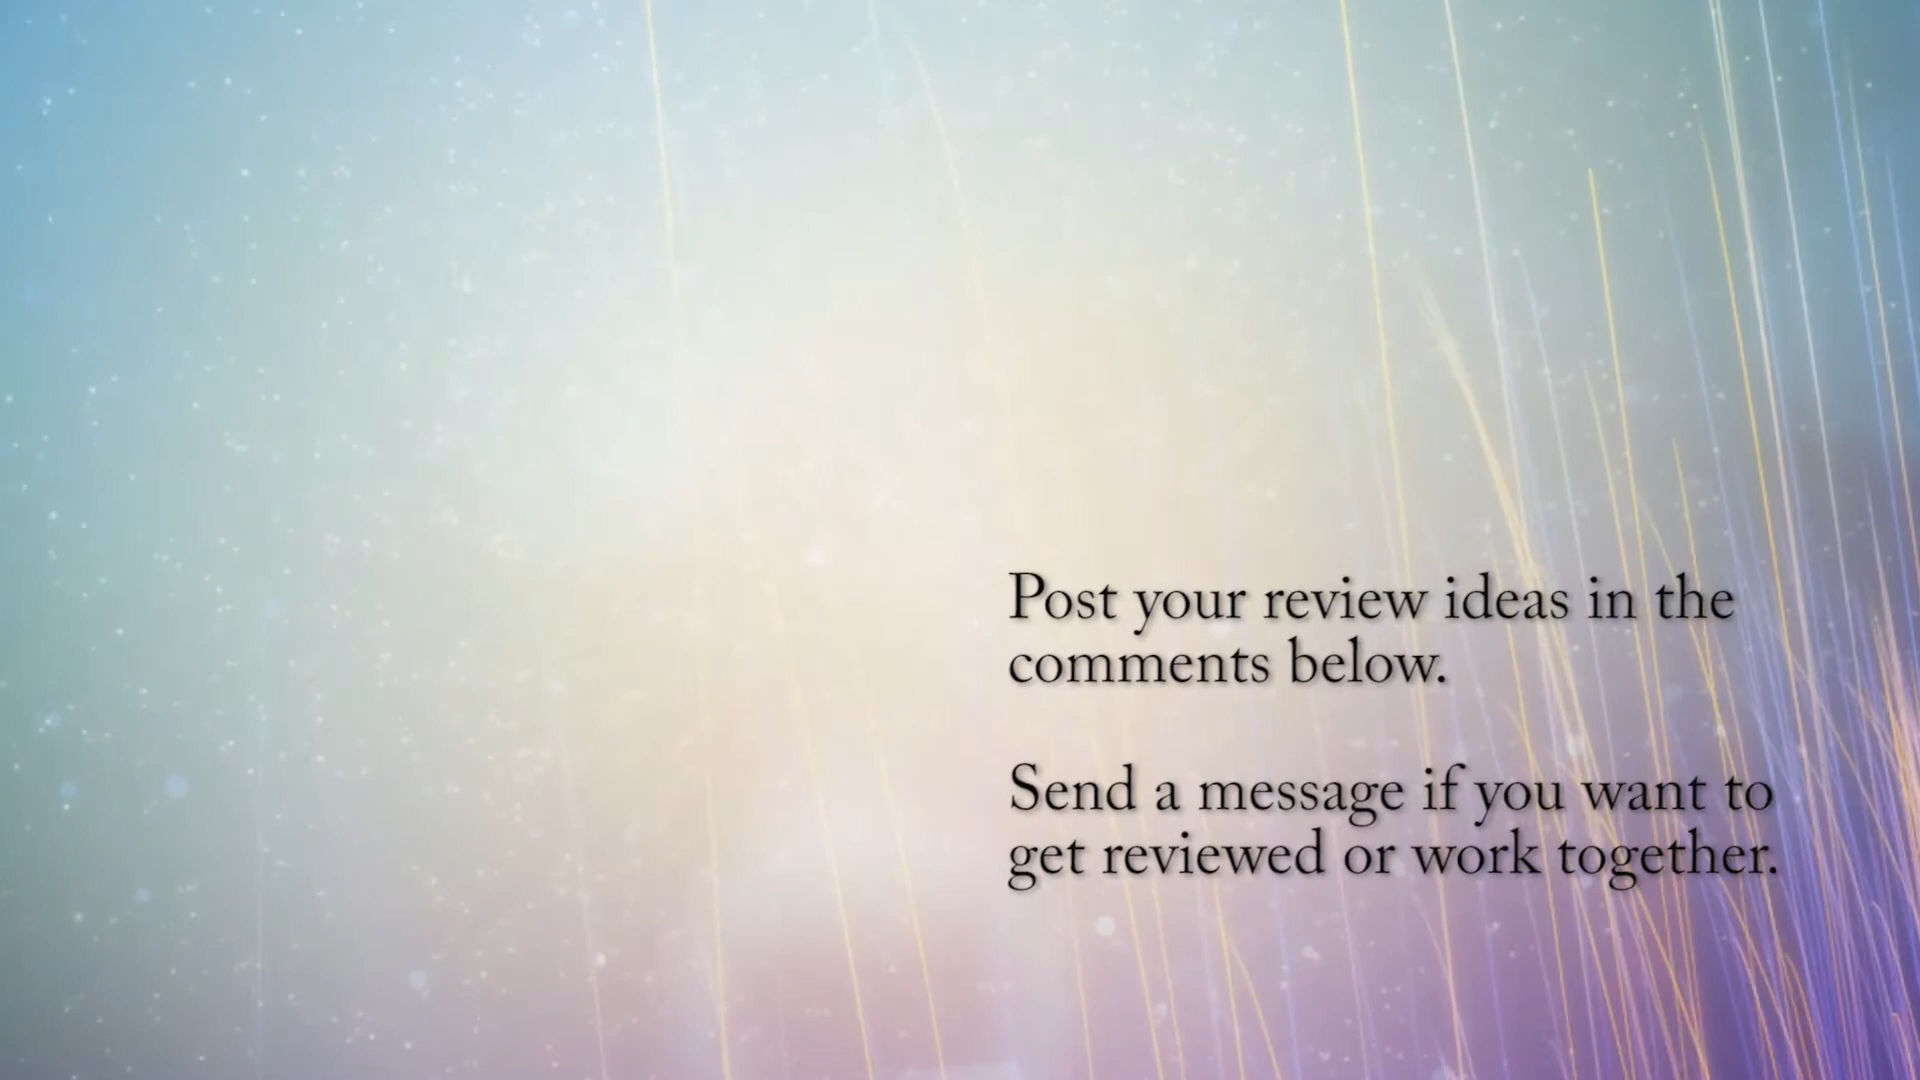 Post your review ideas in the
comments below.
Send a message if you want to
get reviewed or work together.